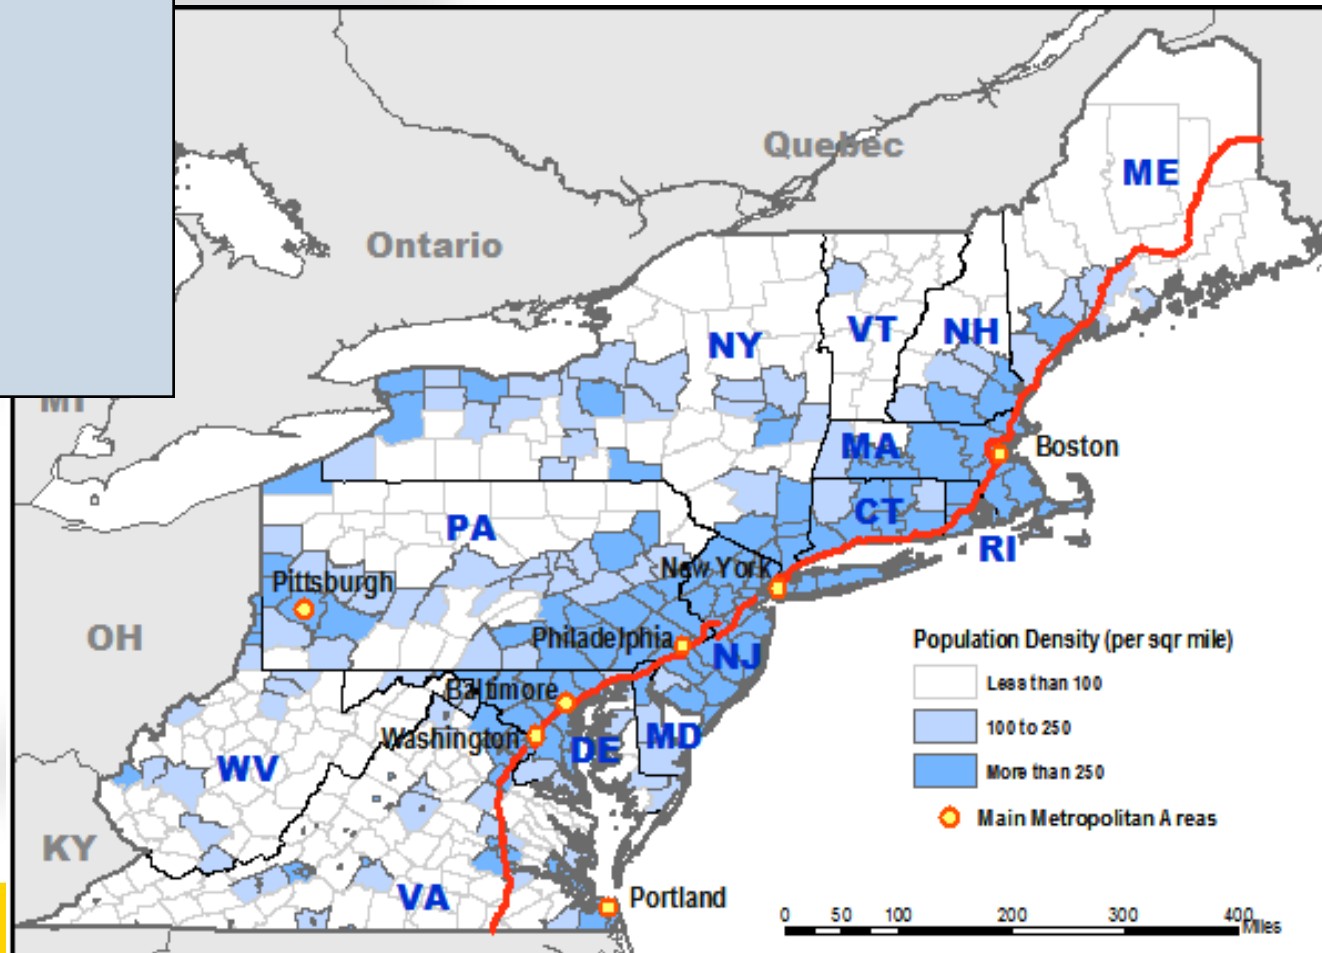 Quebec
ME
Ontario
NY
VT
NH
MI
MA
Boston
CT
PA
RI
New York
Pittsburgh
OH
Philadelphia
NJ
Population Density (per sqr mile)
Less than 100
100 to 250
More than 250
Main Metropolitan Areas
Baltimore
Washington
DE
MD
WV
KY
VA
Portland
0 50 100 200 300 400
Miles